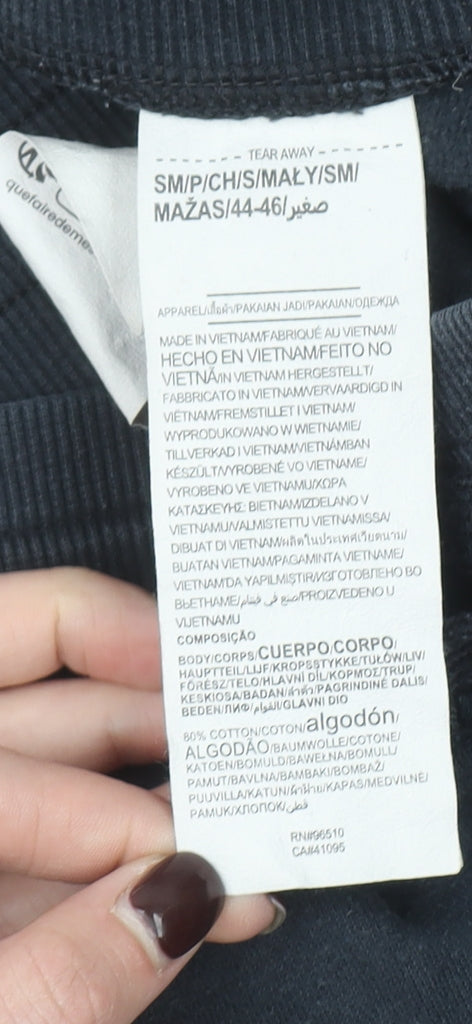 TEAR AWAY
SM/P/CH/S/MAŁY/SM/
MAŽAS/44-46/صغير
APPAREL/เสื้อผ้า/PAKAIAN JADI/PAKAIAN/ОДЕЖДА
MADE IN VIETNAM/FABRIQUÉ AU VIETNAM/
HECHO EN VIETNAM/FEITO NO
VIETNÃ/IN VIETNAM HERGESTELLT/
FABBRICATO IN VIETNAM/VERVAARDIGD IN
VIETNAM/FREMSTILLET I VIETNAM/
WYPRODUKOWANO W WIETNAMIE/
TILLVERKAD I VIETNAM/VIETNÁMBAN
KÉSZÜLT/VYROBENÉ VO VIETNAME/
VYROBENO VE VIETNAMU/ΧΩΡΑ
ΚΑΤΑΣΚΕΥΗΣ: ΒΙΕΤΝΑΜ/IZDELANO V
VIETNAMU/VALMISTETTU VIETNAMISSA/
DIBUAT DI VIETNAM/ผลิตในประเทศเวียดนาม/
BUATAN VIETNAM/PAGAMINTA VIETNAME/
VIETNAM'DA YAPILMIŞTIR/ИЗГОТОВЛЕНО ВО
ВЬЕТНАМЕ/صنع في فيتنام/PROIZVEDENO U
VIJETNAMU
COMPOSIÇÃO
BODY/CORPS/CUERPO/CORPO/
HAUPTTEIL/LIJF/KROPSSTYKKE/TUŁÓW/LIV/
FŐRÉSZ/TELO/HLAVNÍ DÍL/ΚΟΡΜΟΣ/TRUP/
KESKIOSA/BADAN/ลำตัว/PAGRINDINĖ DALIS/
BEDEN/ЛИФ/القوام/GLAVNI DIO
80% COTTON/COTON/algodón/
ALGODÃO/BAUMWOLLE/COTONE/
KATOEN/BOMULD/BAWEŁNA/BOMULL/
PAMUT/BAVLNA/ΒΑΜΒΑΚΙ/BOMBAŽ/
PUUVILLA/KATUN/ผ้าฝ้าย/KAPAS/MEDVILNĖ/
PAMUK/ХЛОПОК/قطن
RN#96510
CA#41095
quefairedemes